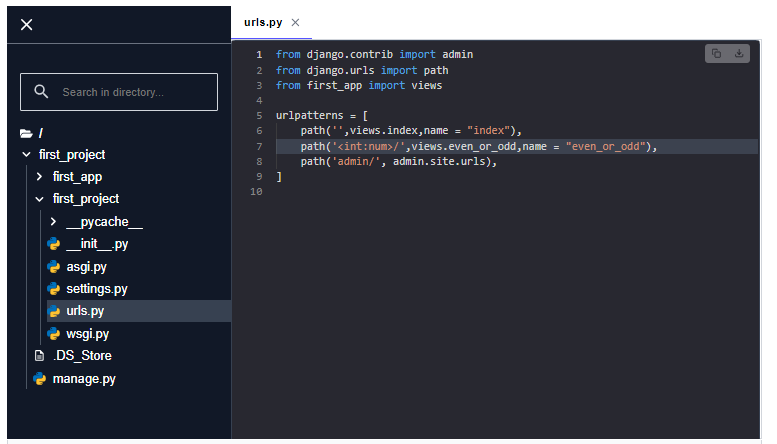 urls.py
Search in directory...
/
first_project
first_app
first_project
__pycache__
__init__.py
asgi.py
settings.py
urls.py
wsgi.py
.DS_Store
manage.py
1 from django.contrib import admin
2 from django.urls import path
3 from first_app import views
4
5 urlpatterns = [
6     path('',views.index,name = "index"),
7     path('<int:num>/',views.even_or_odd,name = "even_or_odd"),
8     path('admin/', admin.site.urls),
9 ]
10